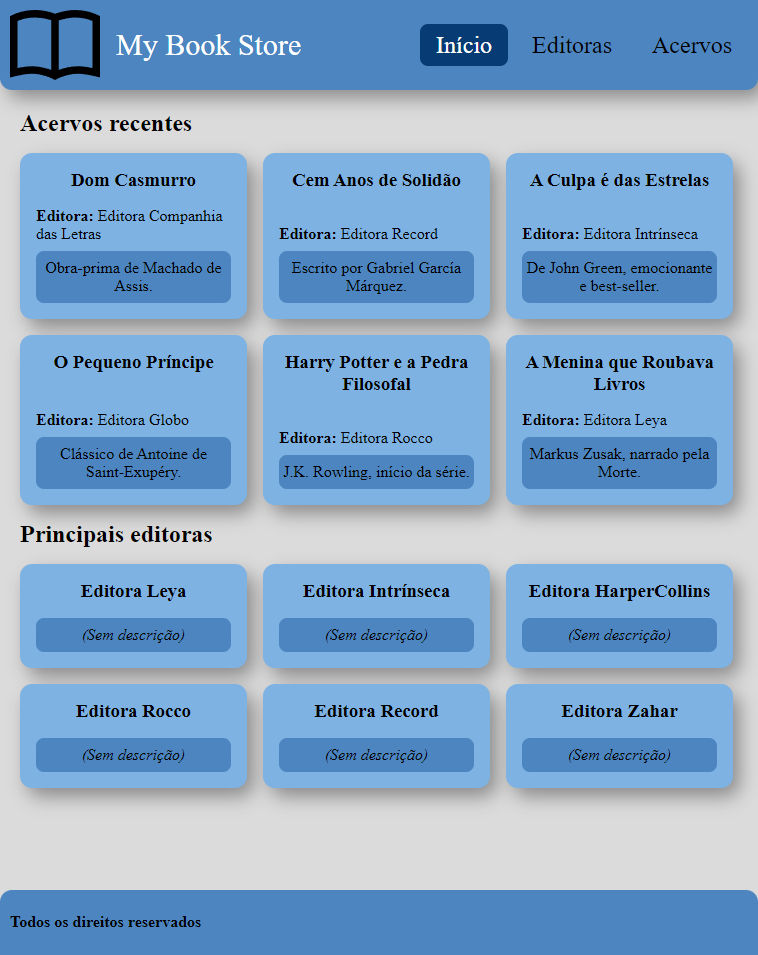 My Book Store
Início Editoras Acervos
Acervos recentes
Dom Casmurro
Editora: Editora Companhia
das Letras
Obra-prima de Machado de
Assis.
Cem Anos de Solidão
Editora: Editora Record
Escrito por Gabriel García
Márquez.
A Culpa é das Estrelas
Editora: Editora Intrínseca
De John Green, emocionante
e best-seller.
O Pequeno Príncipe
Editora: Editora Globo
Clássico de Antoine de
Saint-Exupéry.
Harry Potter e a Pedra
Filosofal
Editora: Editora Rocco
J.K. Rowling, início da série.
A Menina que Roubava
Livros
Editora: Editora Leya
Markus Zusak, narrado pela
Morte.
Principais editoras
Editora Leya
(Sem descrição)
Editora Intrínseca
(Sem descrição)
Editora HarperCollins
(Sem descrição)
Editora Rocco
(Sem descrição)
Editora Record
(Sem descrição)
Editora Zahar
(Sem descrição)
Todos os direitos reservados